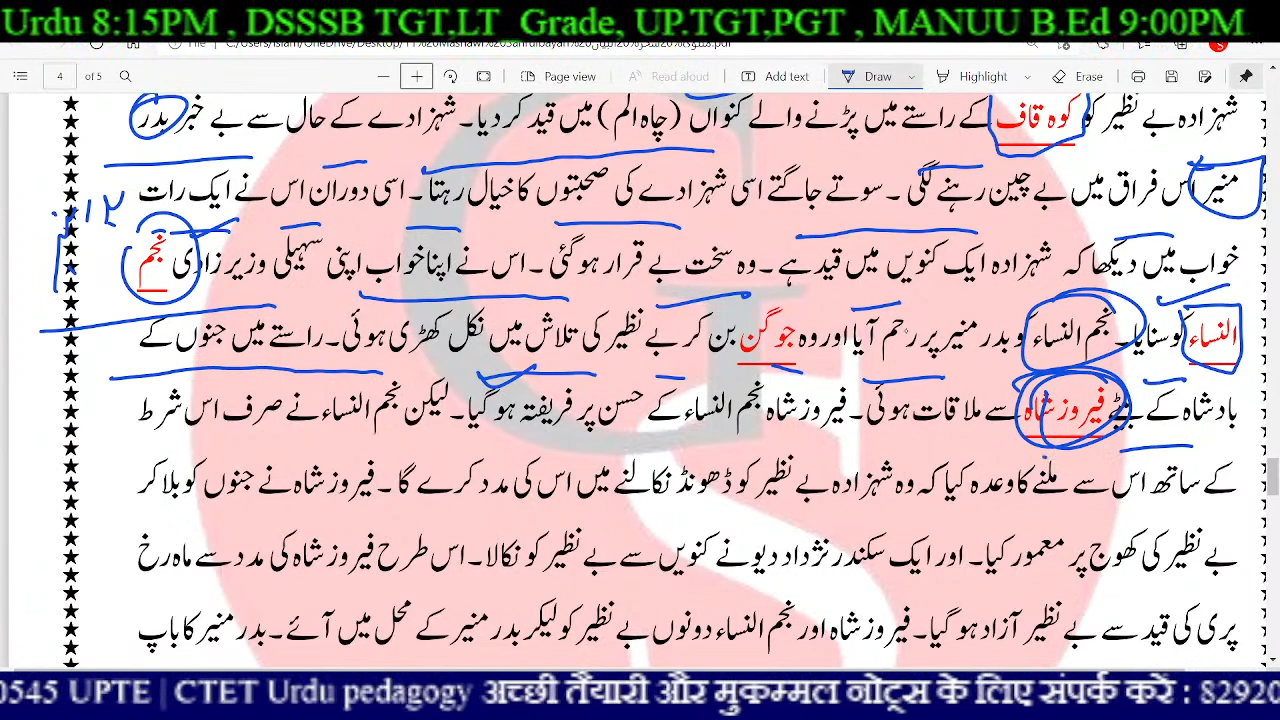 Urdu 8:15PM , DSSSB TGT,LT_Grade, UP.TGT,PGT , MANUU B.Ed 9:00PM
4 of 5 Page view Read aloud Add text Draw Highlight Erase
شہزادہ بے نظیر کو کوہ قاف کے راستے میں پڑنے والے کنواں (چاہ الم) میں قید کر دیا۔ شہزادے کے حال سے بے خبر بدر
منیر اس فراق میں بے چین رہنے لگی ۔ سوتے جاگتے اسی شہزادے کی صحبتوں کا خیال رہتا۔ اسی دوران اس نے ایک رات
خواب میں دیکھا کہ شہزادہ ایک کنویں میں قید ہے ۔ وہ سخت بے قرار ہو گئی ۔ اس نے اپنا خواب اپنی سہیلی وزیر زادی نجم
النساء کو سنایا۔ نجم النساء کو بدر منیر پر رحم آیا اور وہ جوگن بن کر بے نظیر کی تلاش میں نکل کھڑی ہوئی۔ راستے میں جنوں کے
بادشاہ کے بیٹے فیروز شاہ سے ملاقات ہوئی ۔ فیروز شاہ نجم النساء کے حسن پر فریفتہ ہو گیا۔ لیکن نجم النساء نے صرف اس شرط
کے ساتھ اس سے ملنے کا وعدہ کیا کہ وہ شہزادہ بے نظیر کو ڈھونڈ نکالنے میں اس کی مدد کرے گا ۔ فیروز شاہ نے جنوں کو بلا کر
بے نظیر کی کھوج پر معمور کیا۔ اور ایک سکندر نژاد دیو نے کنویں سے بے نظیر کو نکالا۔ اس طرح فیروز شاہ کی مدد سے ماہ رخ
پری کی قید سے بے نظیر آزاد ہو گیا۔ فیروز شاہ اور نجم النساء دونوں بے نظیر کو لیکر بدر منیر کے محل میں آئے۔ بدر منیر کا باپ
0545 UPTE | CTET Urdu pedagogy अच्छी तैयारी और मुकम्मल नोट्स के लिए संपर्क करें : 82920